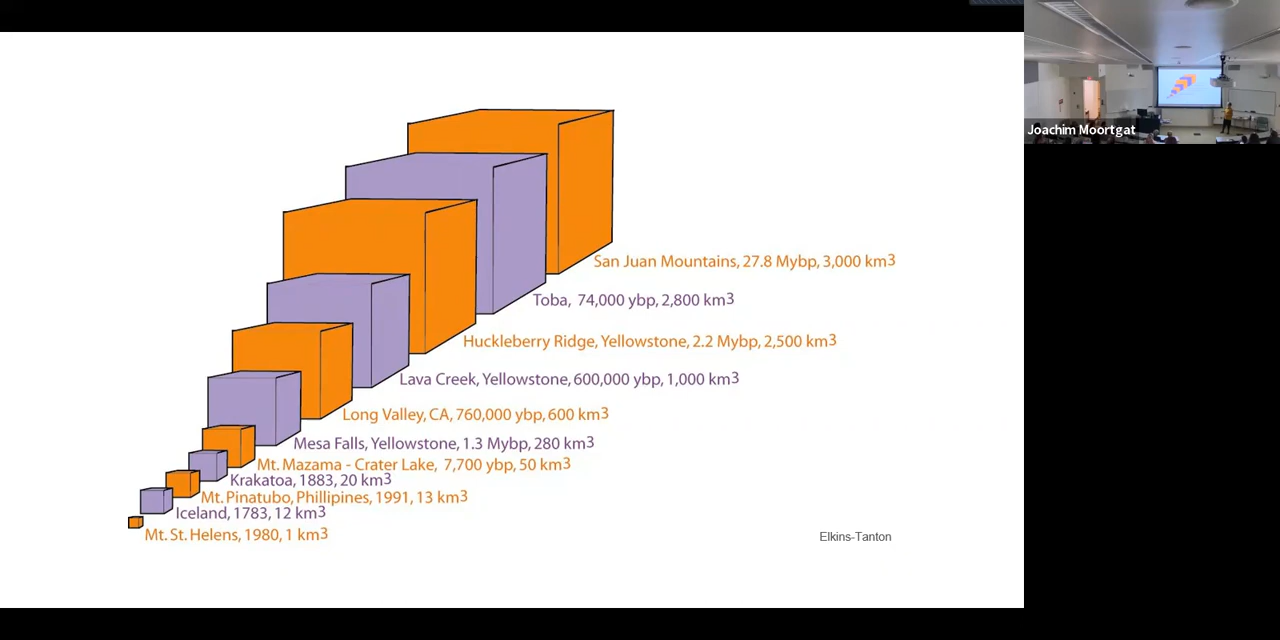 Joachim Moortgat
San Juan Mountains, 27.8 Mybp, 3,000 km3
Toba, 74,000 ybp, 2,800 km3
Huckleberry Ridge, Yellowstone, 2.2 Mybp, 2,500 km3
Lava Creek, Yellowstone, 600,000 ybp, 1,000 km3
Long Valley, CA, 760,000 ybp, 600 km3
Mesa Falls, Yellowstone, 1.3 Mybp, 280 km3
Mt. Mazama - Crater Lake, 7,700 ybp, 50 km3
Krakatoa, 1883, 20 km3
Mt. Pinatubo, Phillipines, 1991, 13 km3
Iceland, 1783, 12 km3
Mt. St. Helens, 1980, 1 km3
Elkins-Tanton